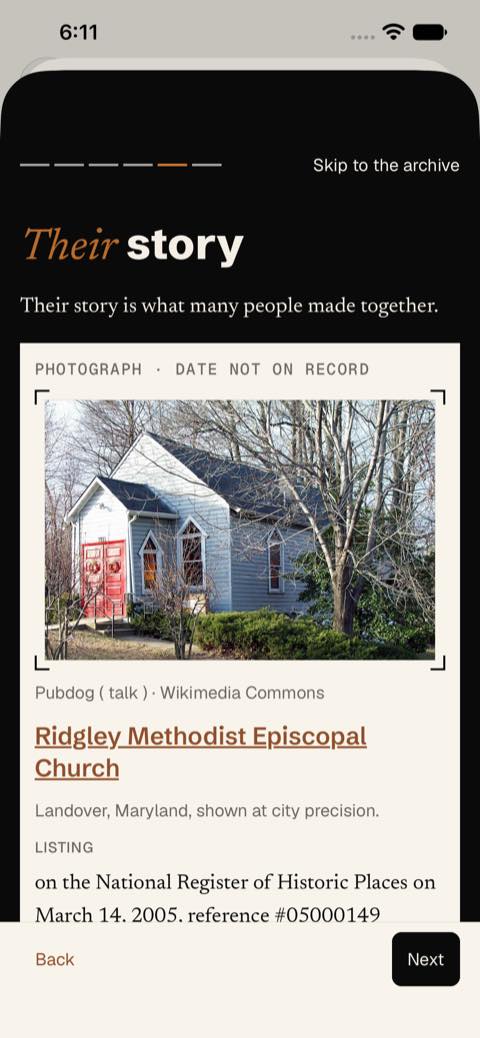 6:11
Skip to the archive
Their story
Their story is what many people made together.
PHOTOGRAPH · DATE NOT ON RECORD
Pubdog ( talk ) · Wikimedia Commons
Ridgley Methodist Episcopal
Church
Landover, Maryland, shown at city precision.
LISTING
on the National Register of Historic Places on
March 14, 2005, reference #05000149
Back
Next